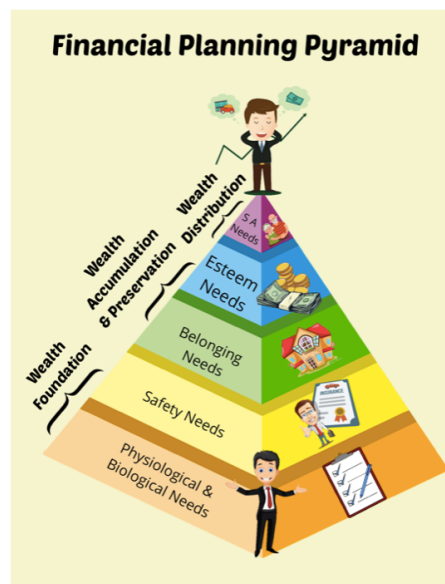 Financial Planning Pyramid
Wealth
Distribution
S A
Needs
Wealth
Accumulation
& Preservation
Esteem
Needs
Belonging
Needs
Wealth
Foundation
Safety Needs
INSURANCE
Physiological &
Biological Needs